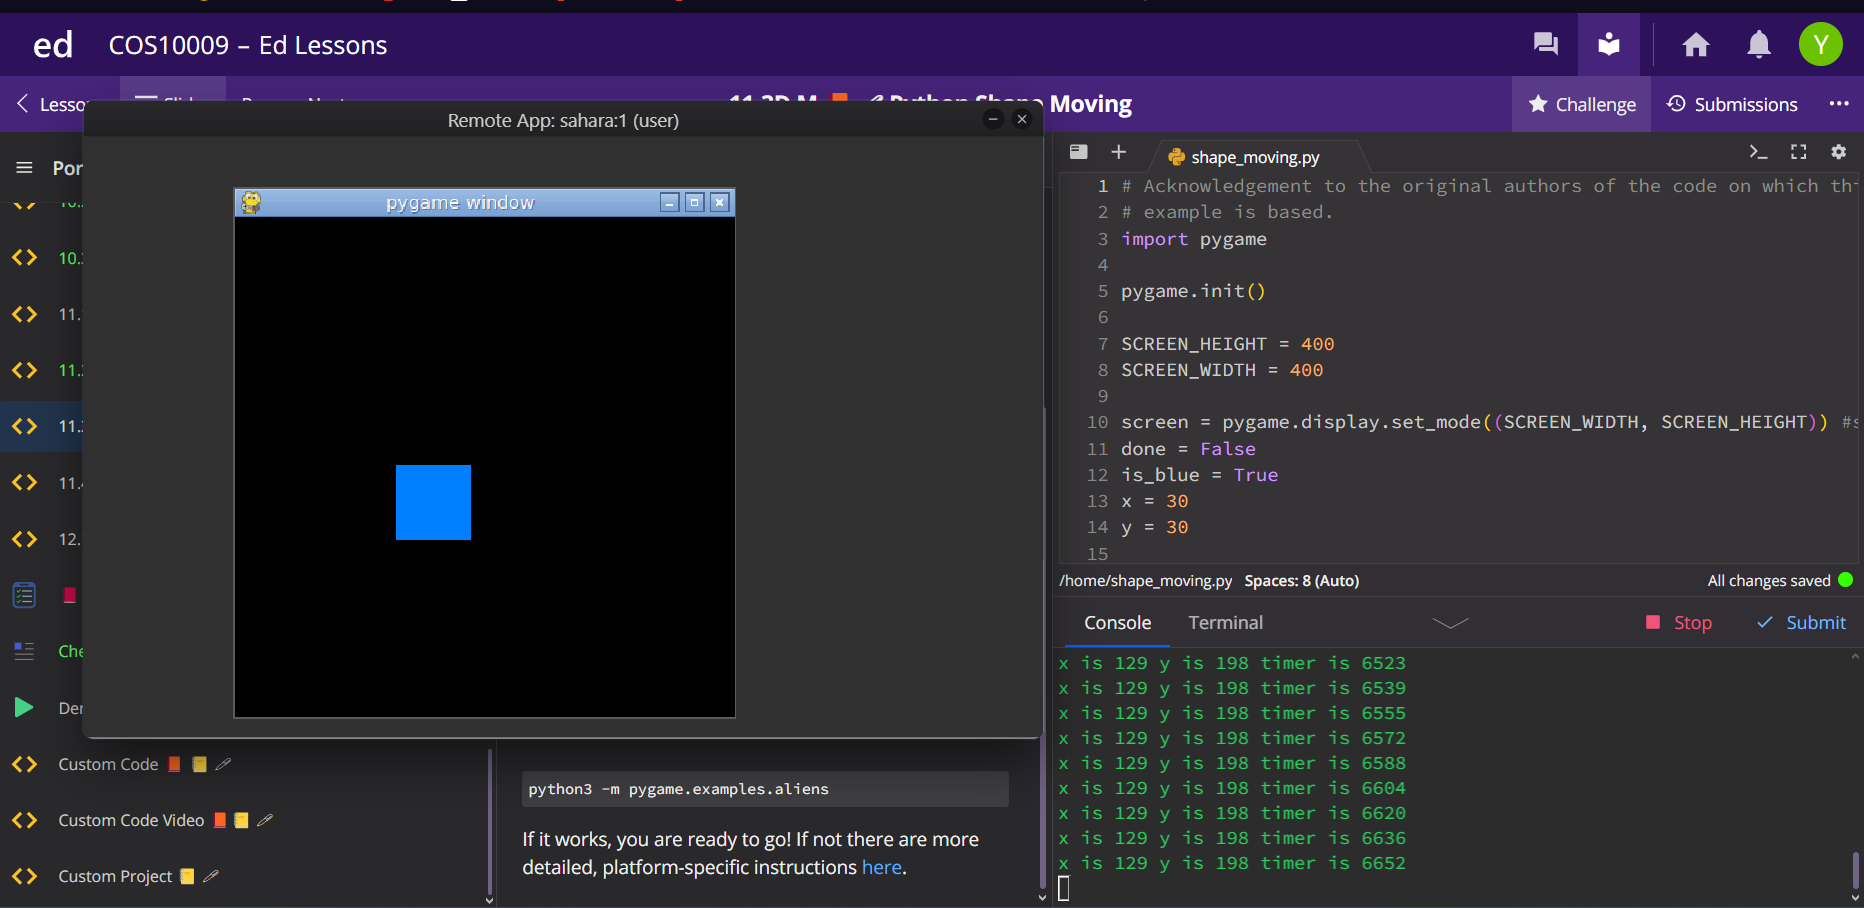 ed COS10009 – Ed Lessons Y
Moving
Challenge Submissions
Remote App: sahara:1 (user)
pygame window
Por
10.
11.
11.
11.
11.
12.
Che
Der
Custom Code
Custom Code Video
Custom Project
python3 -m pygame.examples.aliens
If it works, you are ready to go! If not there are more
detailed, platform-specific instructions here.
shape_moving.py
1 # Acknowledgement to the original authors of the code on which
2 # example is based.
3 import pygame
4
5 pygame.init()
6
7 SCREEN_HEIGHT = 400
8 SCREEN_WIDTH = 400
9
10 screen = pygame.display.set_mode((SCREEN_WIDTH, SCREEN_HEIGHT))
11 done = False
12 is_blue = True
13 x = 30
14 y = 30
15
/home/shape_moving.py Spaces: 8 (Auto) All changes saved
Console Terminal Stop Submit
x is 129 y is 198 timer is 6523
x is 129 y is 198 timer is 6539
x is 129 y is 198 timer is 6555
x is 129 y is 198 timer is 6572
x is 129 y is 198 timer is 6588
x is 129 y is 198 timer is 6604
x is 129 y is 198 timer is 6620
x is 129 y is 198 timer is 6636
x is 129 y is 198 timer is 6652